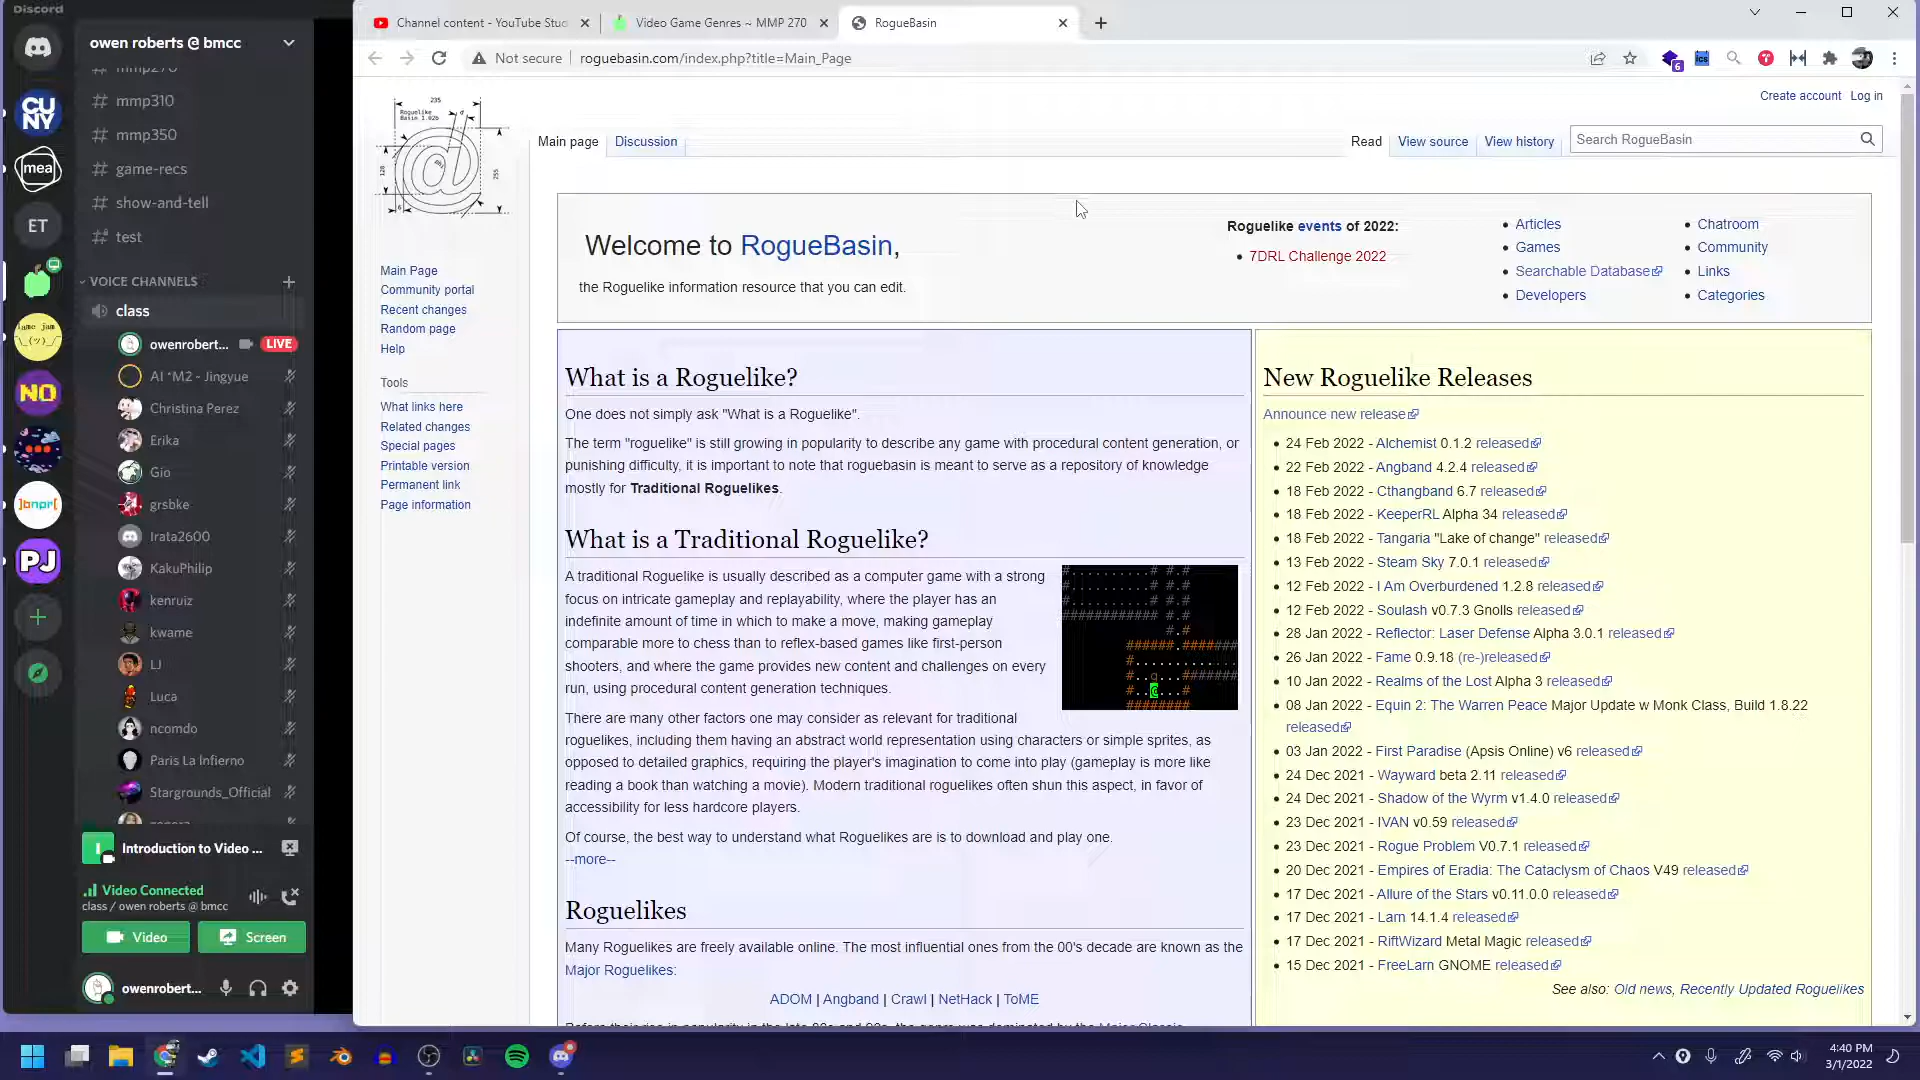 Discord
owen roberts @ bmcc
mmp270
mmp310
mmp350
game-recs
show-and-tell
test
VOICE CHANNELS
class
owenrobert... LIVE
AI *M2 - Jingyue
Christina Perez
Erika
Gio
grsbke
Irata2600
KakuPhilip
kenruiz
kwame
LJ
Luca
ncomdo
Paris La Infierno
Stargrounds_Official
Introduction to Video ...
Video Connected
class / owen roberts @ bmcc
Video
Screen
owenrobert...
CU
NY
mea
ET
NO
]bnpr[
PJ
Channel content - YouTube Stud
Video Game Genres ~ MMP 270
RogueBasin
Not secure
roguebasin.com/index.php?title=Main_Page
Create account Log in
Main page Discussion
Read View source View history
Search RogueBasin
235
Roguelike
Basin 1.02b
128
255
6
Main Page
Community portal
Recent changes
Random page
Help
Tools
What links here
Related changes
Special pages
Printable version
Permanent link
Page information
Welcome to RogueBasin,
the Roguelike information resource that you can edit.
Roguelike events of 2022:
7DRL Challenge 2022
Articles
Games
Searchable Database
Developers
Chatroom
Community
Links
Categories
What is a Roguelike?
One does not simply ask "What is a Roguelike".
The term "roguelike" is still growing in popularity to describe any game with procedural content generation, or
punishing difficulty, it is important to note that roguebasin is meant to serve as a repository of knowledge
mostly for Traditional Roguelikes.
What is a Traditional Roguelike?
A traditional Roguelike is usually described as a computer game with a strong
focus on intricate gameplay and replayability, where the player has an
indefinite amount of time in which to make a move, making gameplay
comparable more to chess than to reflex-based games like first-person
shooters, and where the game provides new content and challenges on every
run, using procedural content generation techniques.
There are many other factors one may consider as relevant for traditional
roguelikes, including them having an abstract world representation using characters or simple sprites, as
opposed to detailed graphics, requiring the player's imagination to come into play (gameplay is more like
reading a book than watching a movie). Modern traditional roguelikes often shun this aspect, in favor of
accessibility for less hardcore players.
Of course, the best way to understand what Roguelikes are is to download and play one.
--more--
Roguelikes
Many Roguelikes are freely available online. The most influential ones from the 00's decade are known as the
Major Roguelikes:
ADOM | Angband | Crawl | NetHack | ToME
New Roguelike Releases
Announce new release
24 Feb 2022 - Alchemist 0.1.2 released
22 Feb 2022 - Angband 4.2.4 released
18 Feb 2022 - Cthangband 6.7 released
18 Feb 2022 - KeeperRL Alpha 34 released
18 Feb 2022 - Tangaria "Lake of change" released
13 Feb 2022 - Steam Sky 7.0.1 released
12 Feb 2022 - I Am Overburdened 1.2.8 released
12 Feb 2022 - Soulash v0.7.3 Gnolls released
28 Jan 2022 - Reflector: Laser Defense Alpha 3.0.1 released
26 Jan 2022 - Fame 0.9.18 (re-)released
10 Jan 2022 - Realms of the Lost Alpha 3 released
08 Jan 2022 - Equin 2: The Warren Peace Major Update w Monk Class, Build 1.8.22
released
03 Jan 2022 - First Paradise (Apsis Online) v6 released
24 Dec 2021 - Wayward beta 2.11 released
24 Dec 2021 - Shadow of the Wyrm v1.4.0 released
23 Dec 2021 - IVAN v0.59 released
23 Dec 2021 - Rogue Problem V0.7.1 released
20 Dec 2021 - Empires of Eradia: The Cataclysm of Chaos V49 released
17 Dec 2021 - Allure of the Stars v0.11.0.0 released
17 Dec 2021 - Larn 14.1.4 released
17 Dec 2021 - RiftWizard Metal Magic released
15 Dec 2021 - FreeLarn GNOME released
See also: Old news, Recently Updated Roguelikes
4:40 PM
3/1/2022